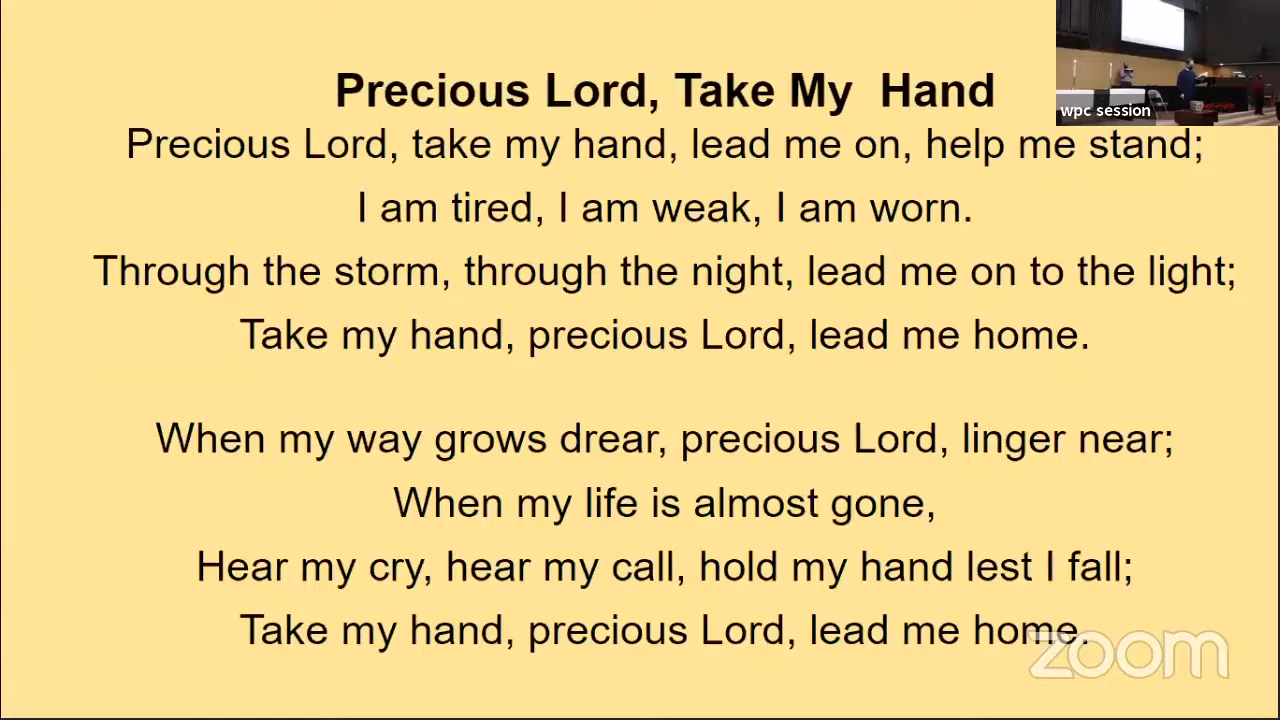 Precious Lord, Take My Hand
wpc session
Precious Lord, take my hand, lead me on, help me stand;
I am tired, I am weak, I am worn.
Through the storm, through the night, lead me on to the light;
Take my hand, precious Lord, lead me home.
When my way grows drear, precious Lord, linger near;
When my life is almost gone,
Hear my cry, hear my call, hold my hand lest I fall;
Take my hand, precious Lord, lead me home.
zoom